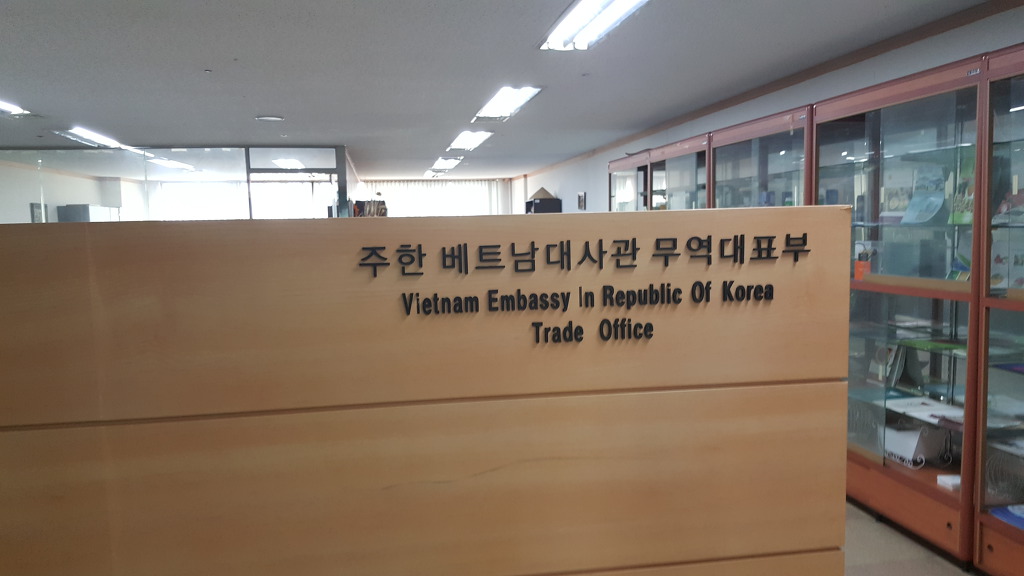 주한 베트남대사관 무역대표부
Vietnam Embassy In Republic Of Korea
Trade Office